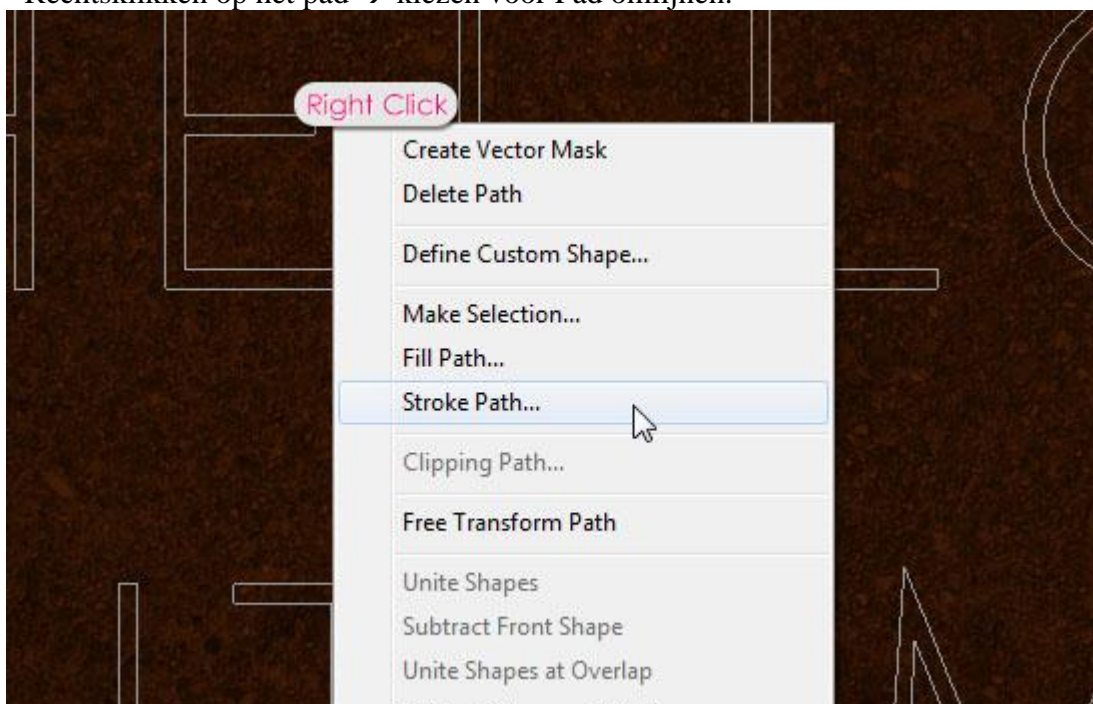 Rechtsklikken op het pad → kiezen voor Pad omlijnen.
Right Click
Create Vector Mask
Delete Path
Define Custom Shape...
Make Selection...
Fill Path...
Stroke Path...
Clipping Path...
Free Transform Path
Unite Shapes
Subtract Front Shape
Unite Shapes at Overlap